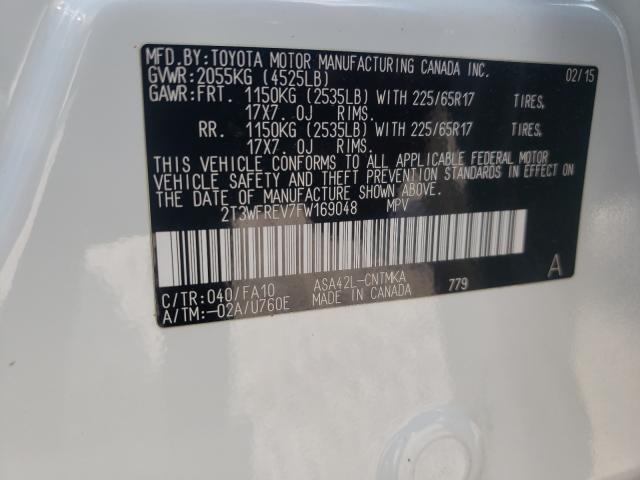 MFD.BY:TOYOTA MOTOR MANUFACTURING CANADA INC.
GVWR:2055KG (4525LB) 02/15
GAWR:FRT. 1150KG (2535LB) WITH 225/65R17 TIRES,
17X7.0J RIMS.
RR. 1150KG (2535LB) WITH 225/65R17 TIRES,
17X7.0J RIMS.
THIS VEHICLE CONFORMS TO ALL APPLICABLE FEDERAL MOTOR
VEHICLE SAFETY AND THEFT PREVENTION STANDARDS IN EFFECT ON
THE DATE OF MANUFACTURE SHOWN ABOVE.
2T3WFREV7FW169048 MPV
A
C/TR:040/FA10 ASA42L-CNTMKA
A/TM:-02A/U760E MADE IN CANADA 779